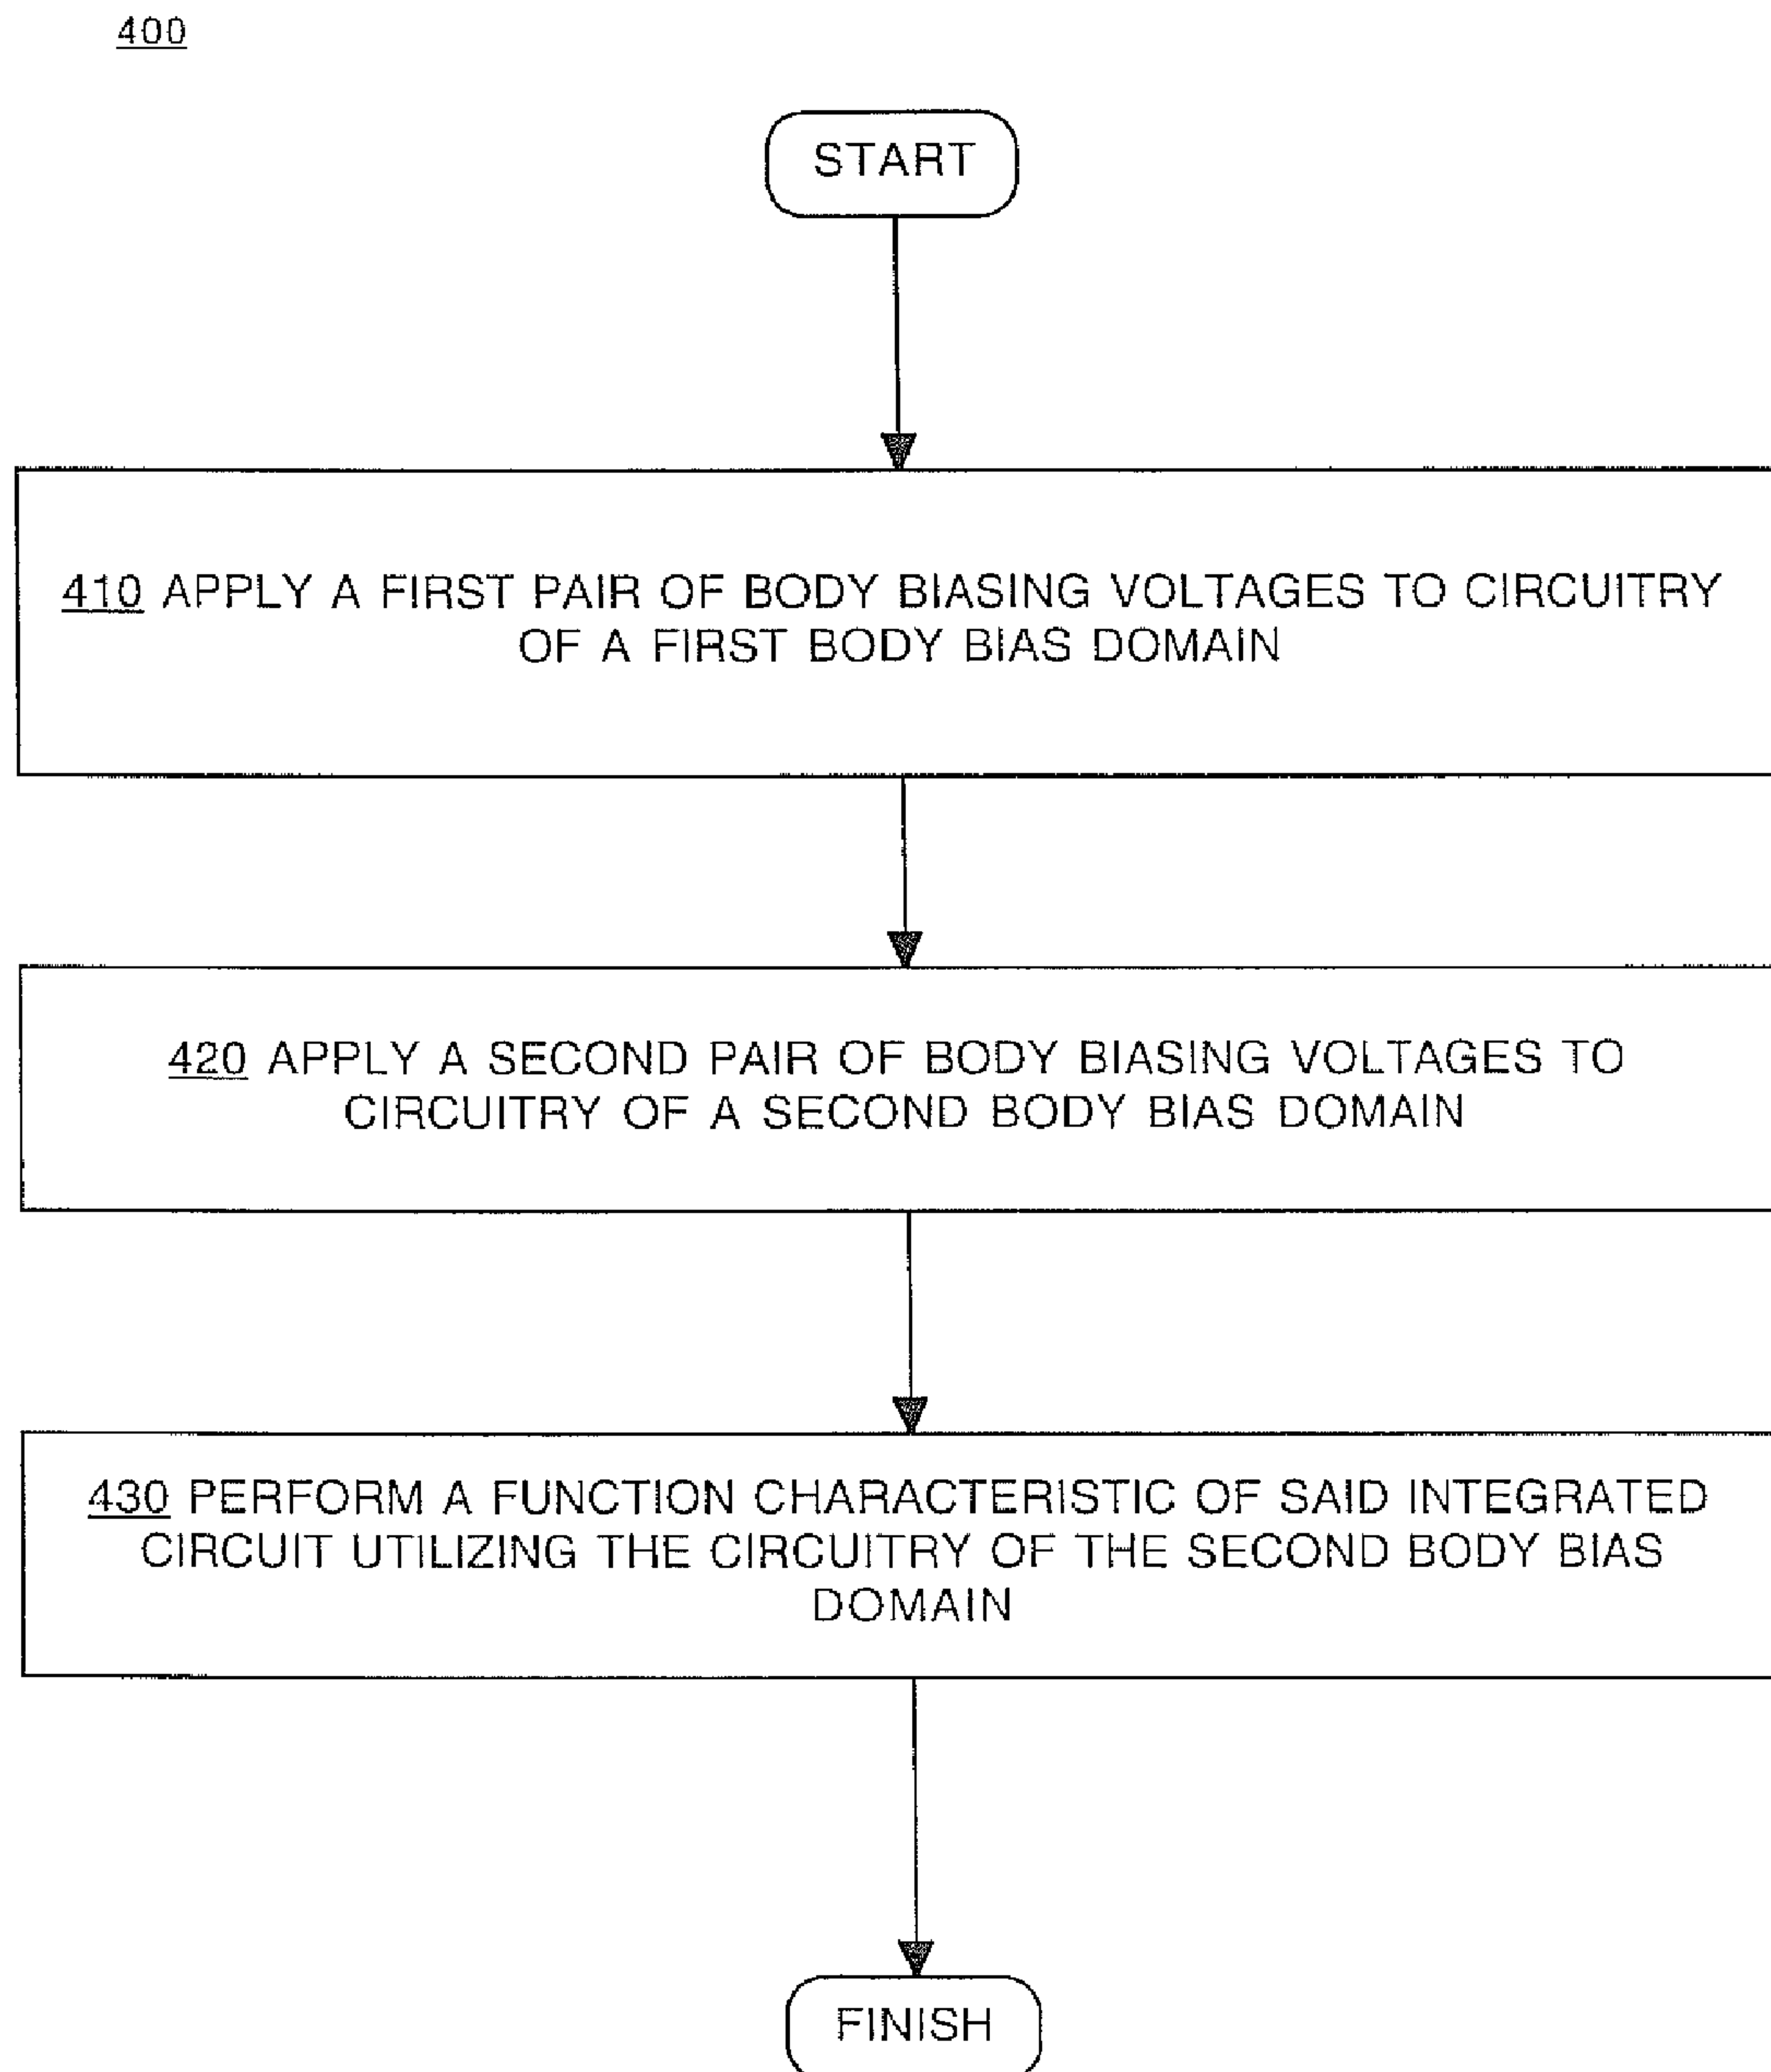 400
START
410 APPLY A FIRST PAIR OF BODY BIASING VOLTAGES TO CIRCUITRY
OF A FIRST BODY BIAS DOMAIN
420 APPLY A SECOND PAIR OF BODY BIASING VOLTAGES TO
CIRCUITRY OF A SECOND BODY BIAS DOMAIN
430 PERFORM A FUNCTION CHARACTERISTIC OF SAID INTEGRATED
CIRCUIT UTILIZING THE CIRCUITRY OF THE SECOND BODY BIAS
DOMAIN
FINISH